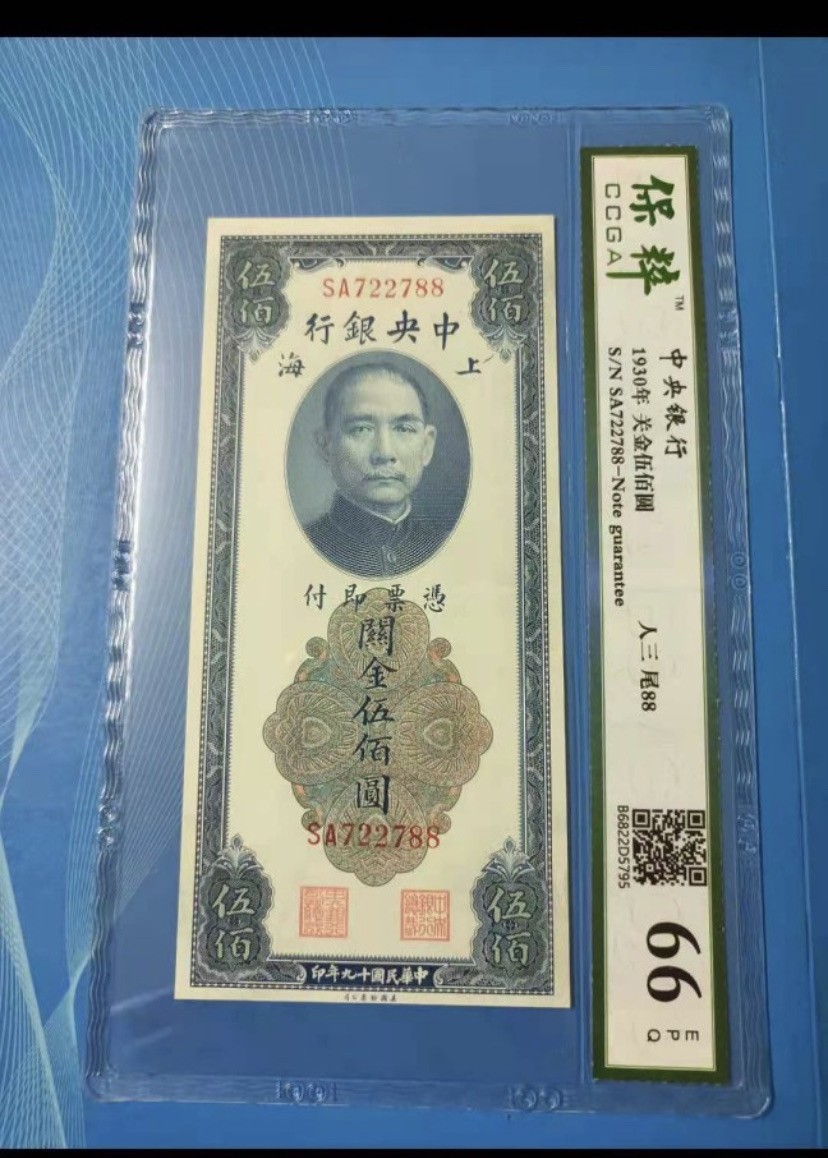 伍佰
伍佰
SA722788
行銀央中
海 上
付即票憑
關金伍佰圓
SA722788
伍佰
伍佰
印年九十國民華中
保粹
TM
CCGA
中央银行
1930年 关金伍佰圆
S/N SA722788-Note guarantee
人三 尾88
B6822D5795
66
EPQ